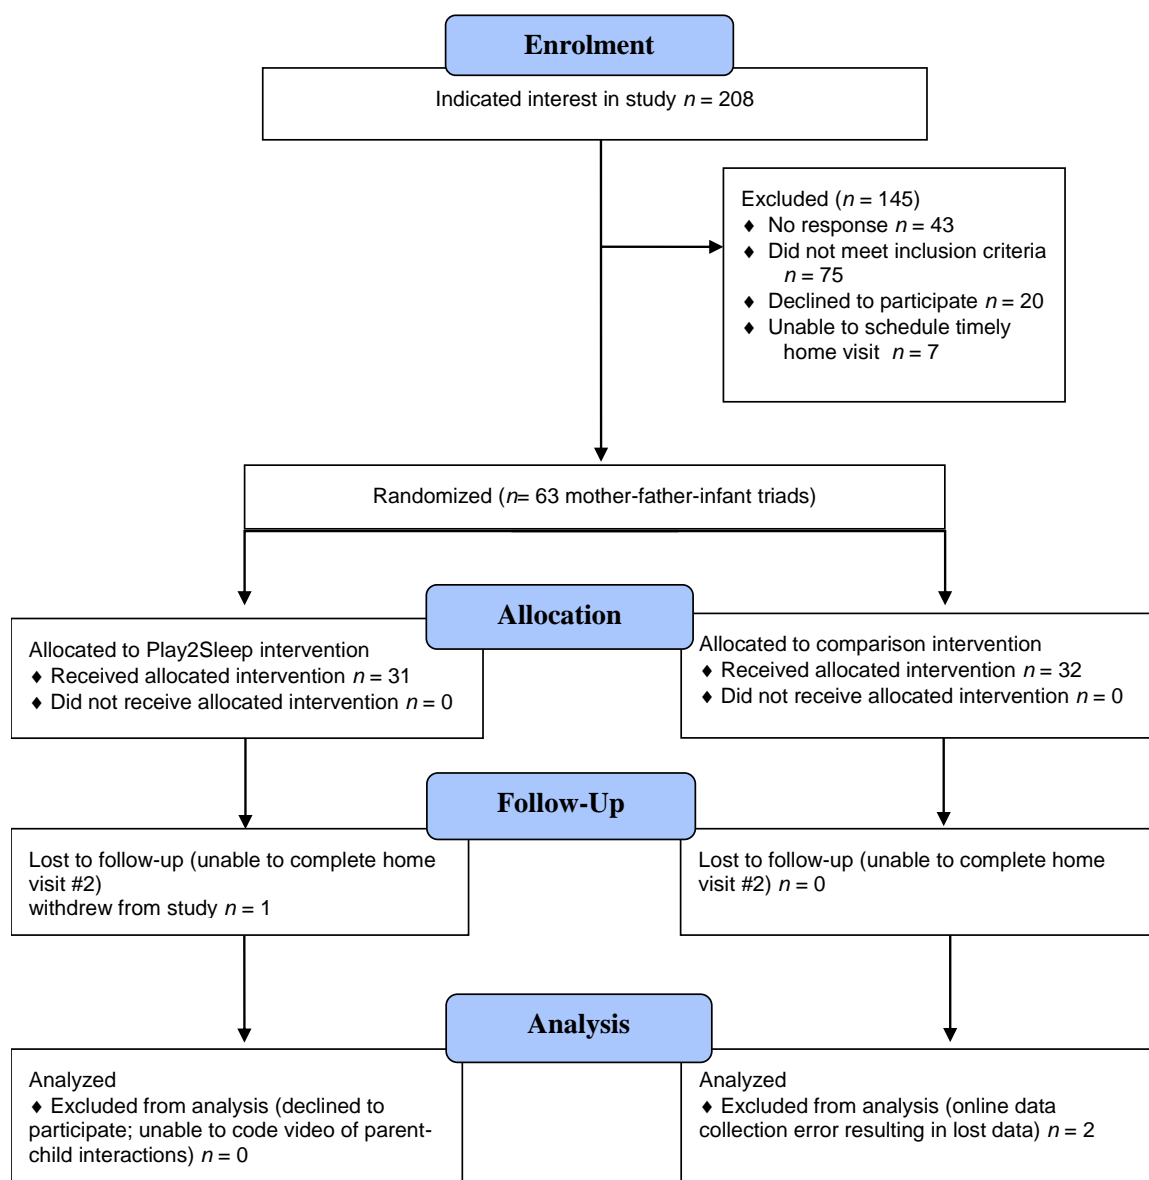 Enrolment
Indicated interest in study n = 208
Excluded (n = 145)
♦ No response n = 43
♦ Did not meet inclusion criteria
n = 75
♦ Declined to participate n = 20
♦ Unable to schedule timely
home visit n = 7
Randomized (n= 63 mother-father-infant triads)
Allocation
Allocated to Play2Sleep intervention
♦ Received allocated intervention n = 31
♦ Did not receive allocated intervention n = 0
Allocated to comparison intervention
♦ Received allocated intervention n = 32
♦ Did not receive allocated intervention n = 0
Follow-Up
Lost to follow-up (unable to complete home
visit #2)
withdrew from study n = 1
Lost to follow-up (unable to complete home
visit #2) n = 0
Analysis
Analyzed
♦ Excluded from analysis (declined to
participate; unable to code video of parent-
child interactions) n = 0
Analyzed
♦ Excluded from analysis (online data
collection error resulting in lost data) n = 2